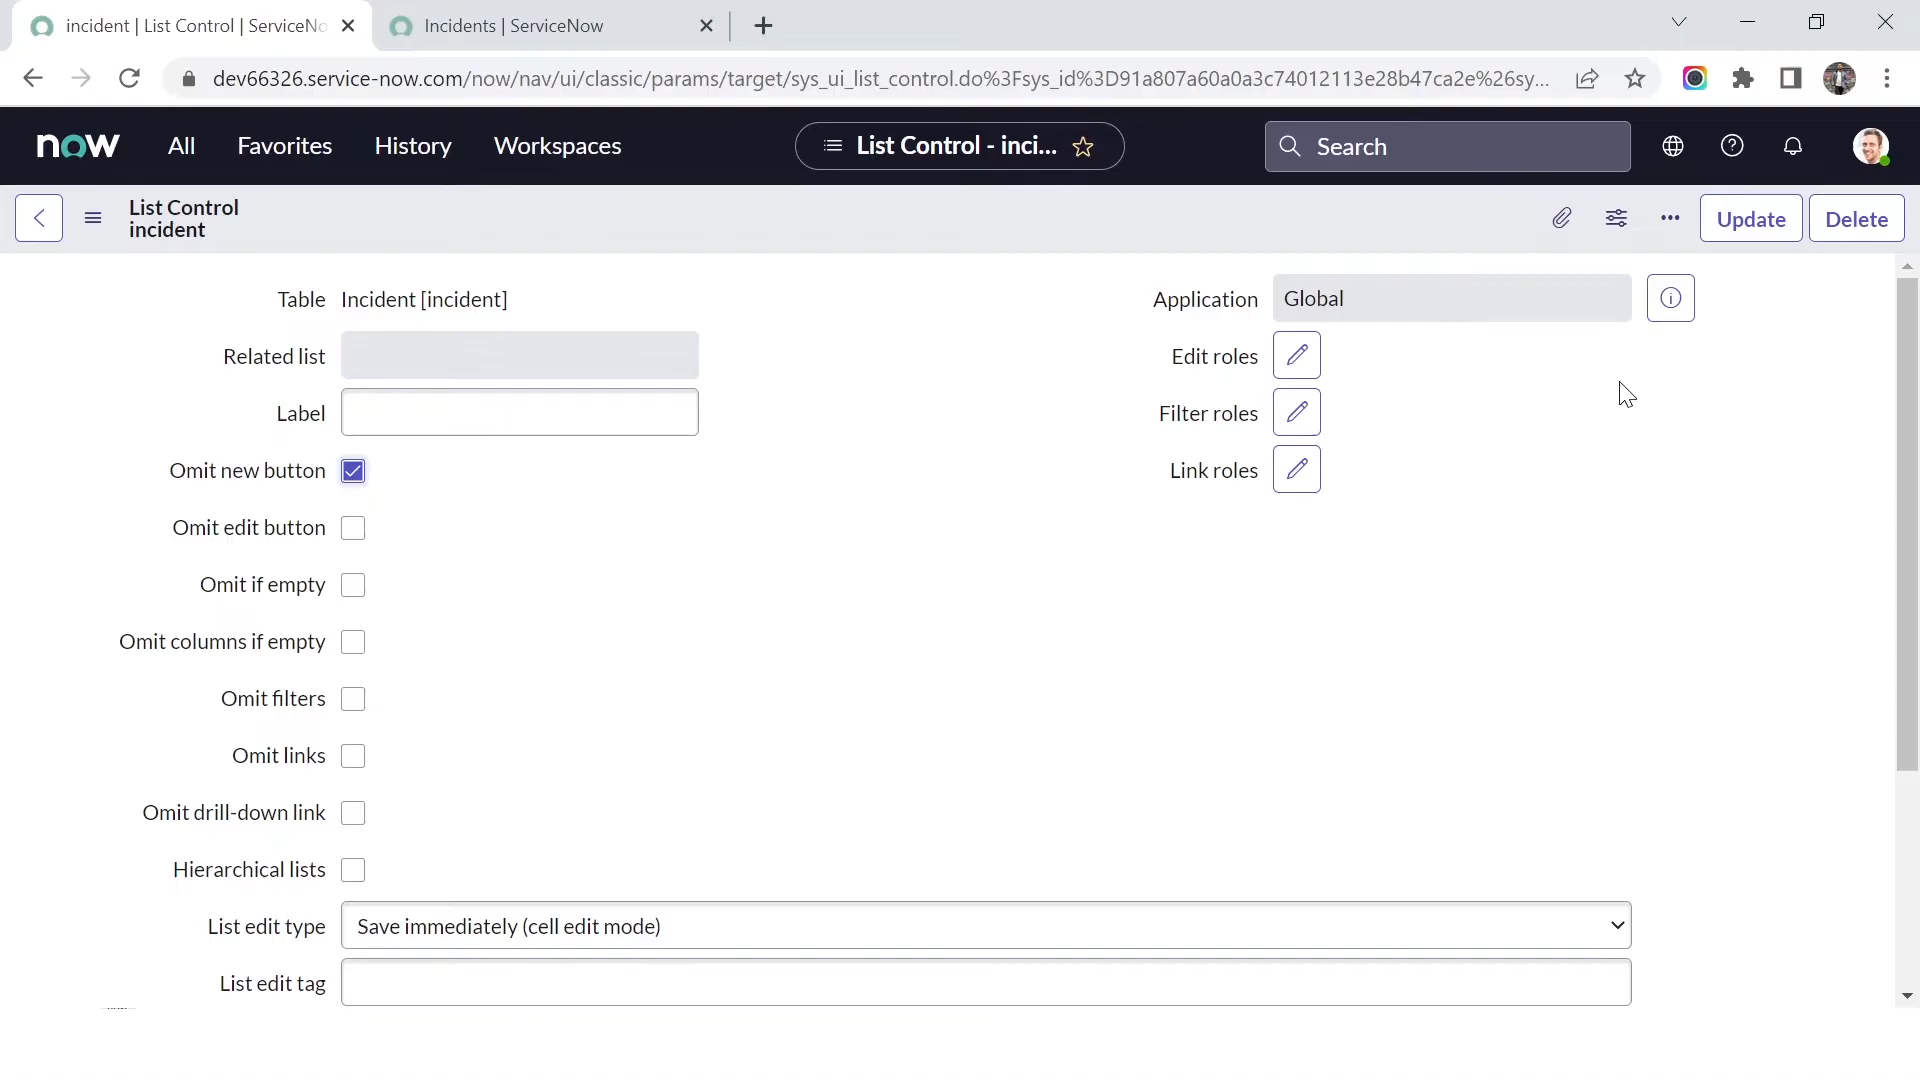 incident | List Control | ServiceNo
Incidents | ServiceNow
dev66326.service-now.com/now/nav/ui/classic/params/target/sys_ui_list_control.do%3Fsys_id%3D91a807a60a0a3c74012113e28b47ca2e%26sy...
now
All
Favorites
History
Workspaces
List Control - inci...
Search
List Control
incident
Update
Delete
Table
Incident [incident]
Application
Global
Related list
Edit roles
Label
Filter roles
Omit new button
Link roles
Omit edit button
Omit if empty
Omit columns if empty
Omit filters
Omit links
Omit drill-down link
Hierarchical lists
List edit type
Save immediately (cell edit mode)
List edit tag